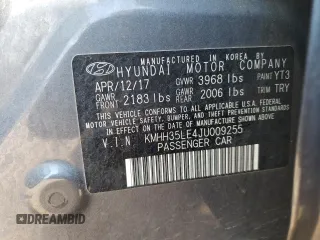 MANUFACTURED IN KOREA BY
HYUNDAI MOTOR COMPANY
APR/12/17 GVWR 3968 lbs PAINT YT3
GAWR FRONT 2183 lbs GAWR REAR 2006 lbs TRIM TRY
THIS VEHICLE CONFORMS TO ALL APPLICABLE U.S. FEDERAL MOTOR VEHICLE SAFETY, BUMPER, AND THEFT PREVENTION STANDARDS IN EFFECT ON THE DATE OF MANUFACTURE SHOWN ABOVE.
V.I.N KMHH35LE4JU009255
PASSENGER CAR
© AUTOBIDMASTER